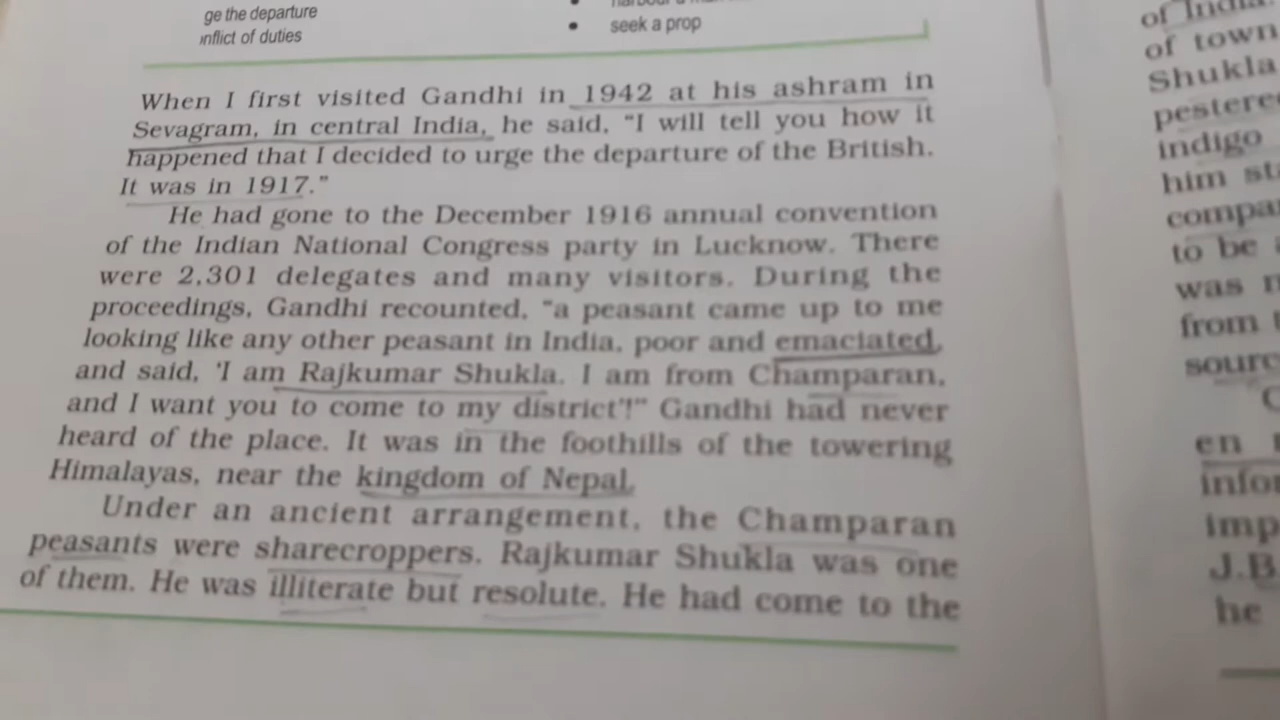 ge the departure
nflict of duties
seek a prop
When I first visited Gandhi in 1942 at his ashram in
Sevagram, in central India, he said, "I will tell you how it
happened that I decided to urge the departure of the British.
It was in 1917."
He had gone to the December 1916 annual convention
of the Indian National Congress party in Lucknow. There
were 2,301 delegates and many visitors. During the
proceedings, Gandhi recounted, "a peasant came up to me
looking like any other peasant in India, poor and emaciated,
and said, 'I am Rajkumar Shukla. I am from Champaran,
and I want you to come to my district'!" Gandhi had never
heard of the place. It was in the foothills of the towering
Himalayas, near the kingdom of Nepal.
Under an ancient arrangement, the Champaran
peasants were sharecroppers. Rajkumar Shukla was one
of them. He was illiterate but resolute. He had come to the
of India.
of town
Shukla
pestere
indigo
him st
compa
to be
was
from
sourc
en
infor
imp
J.B
he